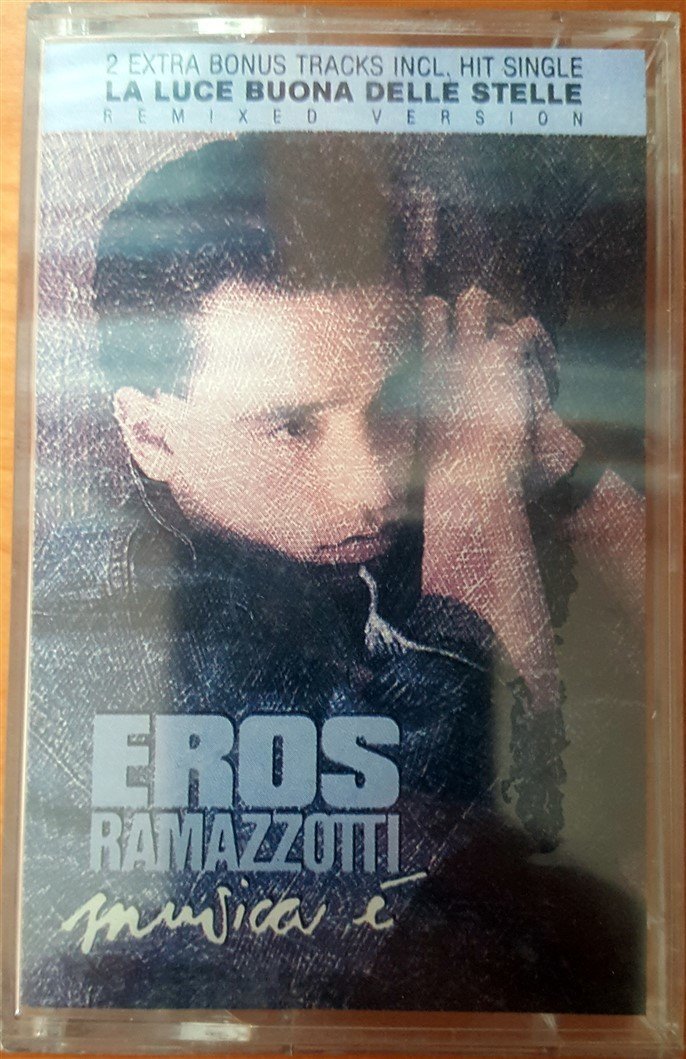 2 EXTRA BONUS TRACKS INCL. HIT SINGLE
LA LUCE BUONA DELLE STELLE
REMIXED VERSION
EROS
RAMAZZOTTI
musica è